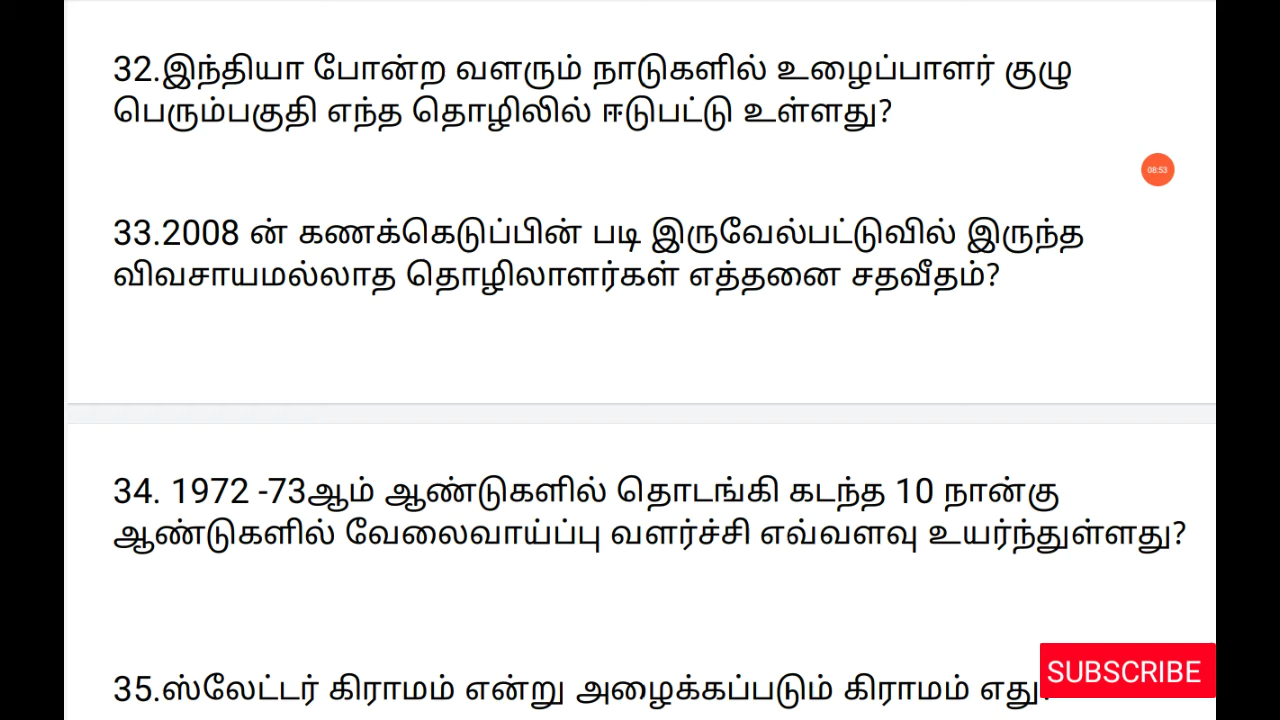 32.இந்தியா போன்ற வளரும் நாடுகளில் உழைப்பாளர் குழு
பெரும்பகுதி எந்த தொழிலில் ஈடுபட்டு உள்ளது?
08:53
33.2008 ன் கணக்கெடுப்பின் படி இருவேல்பட்டுவில் இருந்த
விவசாயமல்லாத தொழிலாளர்கள் எத்தனை சதவீதம்?
34. 1972 -73ஆம் ஆண்டுகளில் தொடங்கி கடந்த 10 நான்கு
ஆண்டுகளில் வேலைவாய்ப்பு வளர்ச்சி எவ்வளவு உயர்ந்துள்ளது?
35.ஸ்லேட்டர் கிராமம் என்று அழைக்கப்படும் கிராமம் எது?
SUBSCRIBE